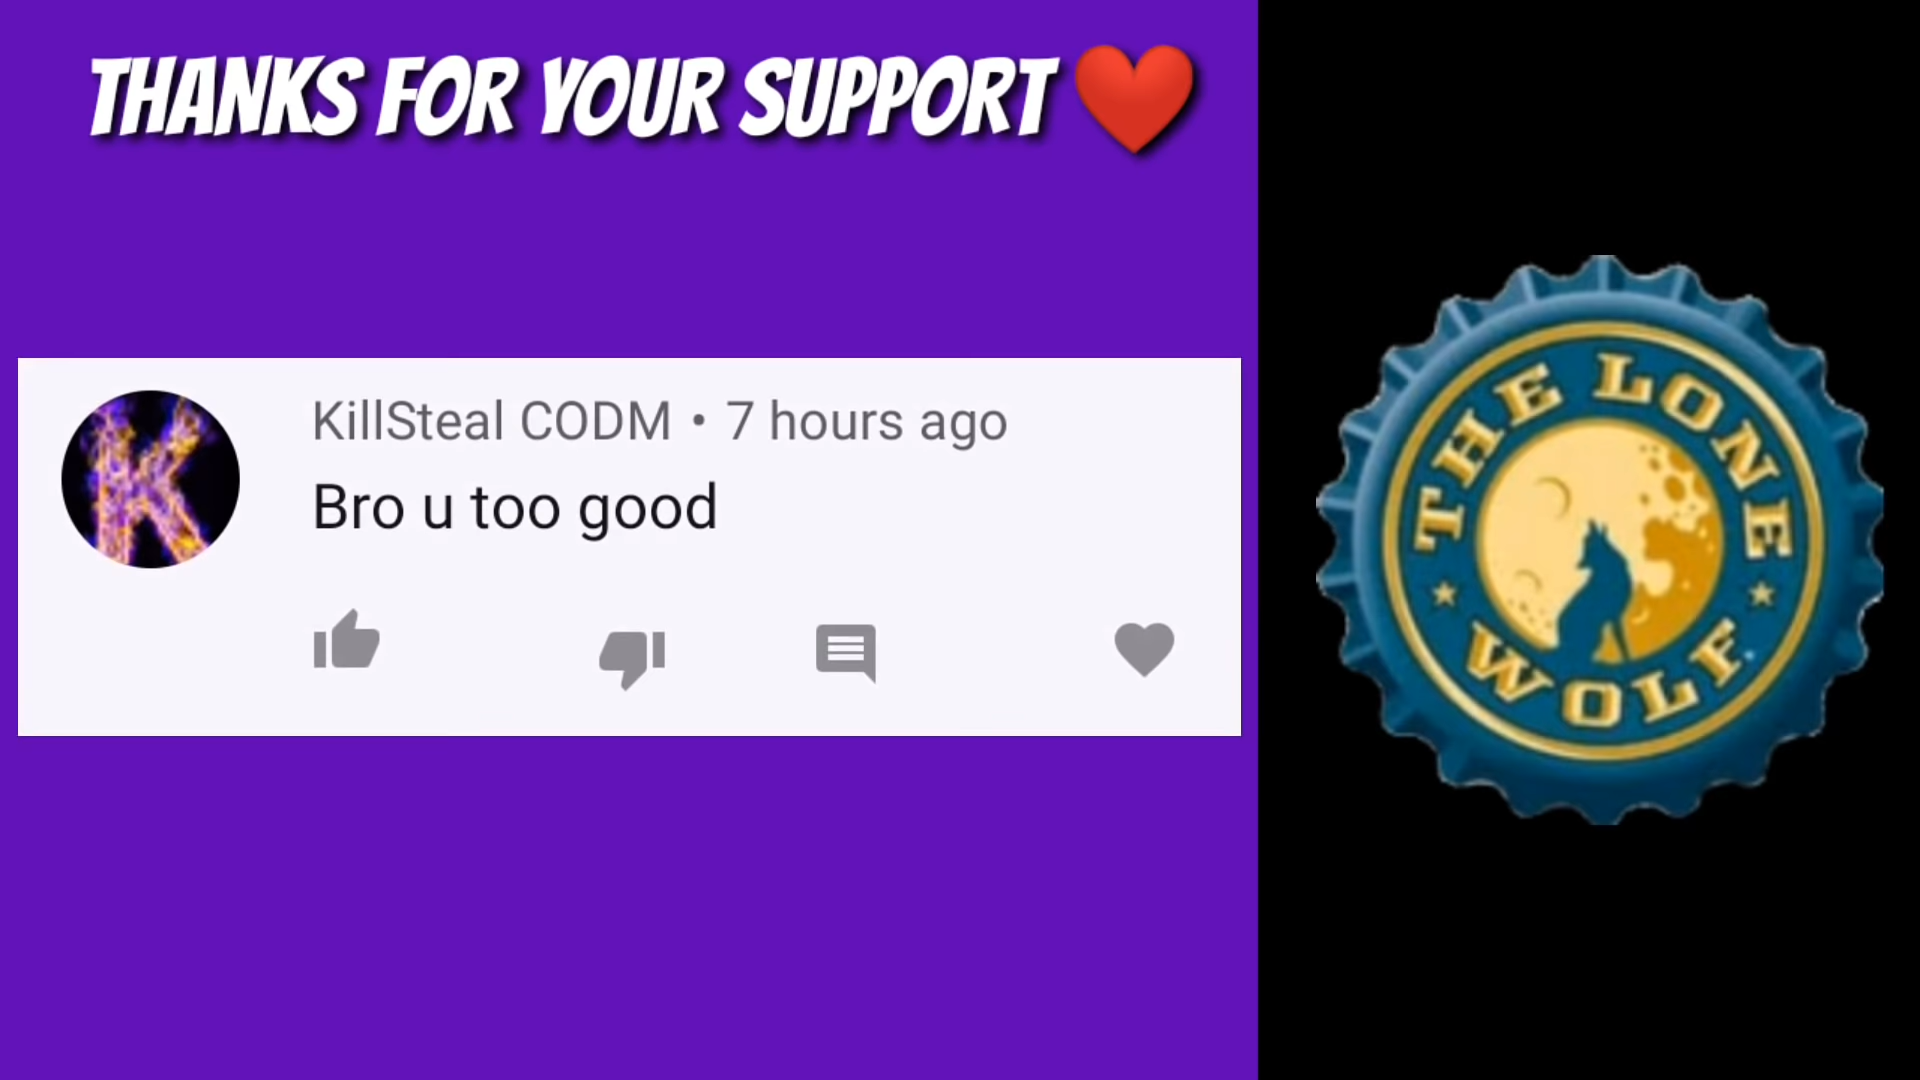 THANKS FOR YOUR SUPPORT ❤️
KillSteal CODM • 7 hours ago
Bro u too good
THE LONE
WOLF